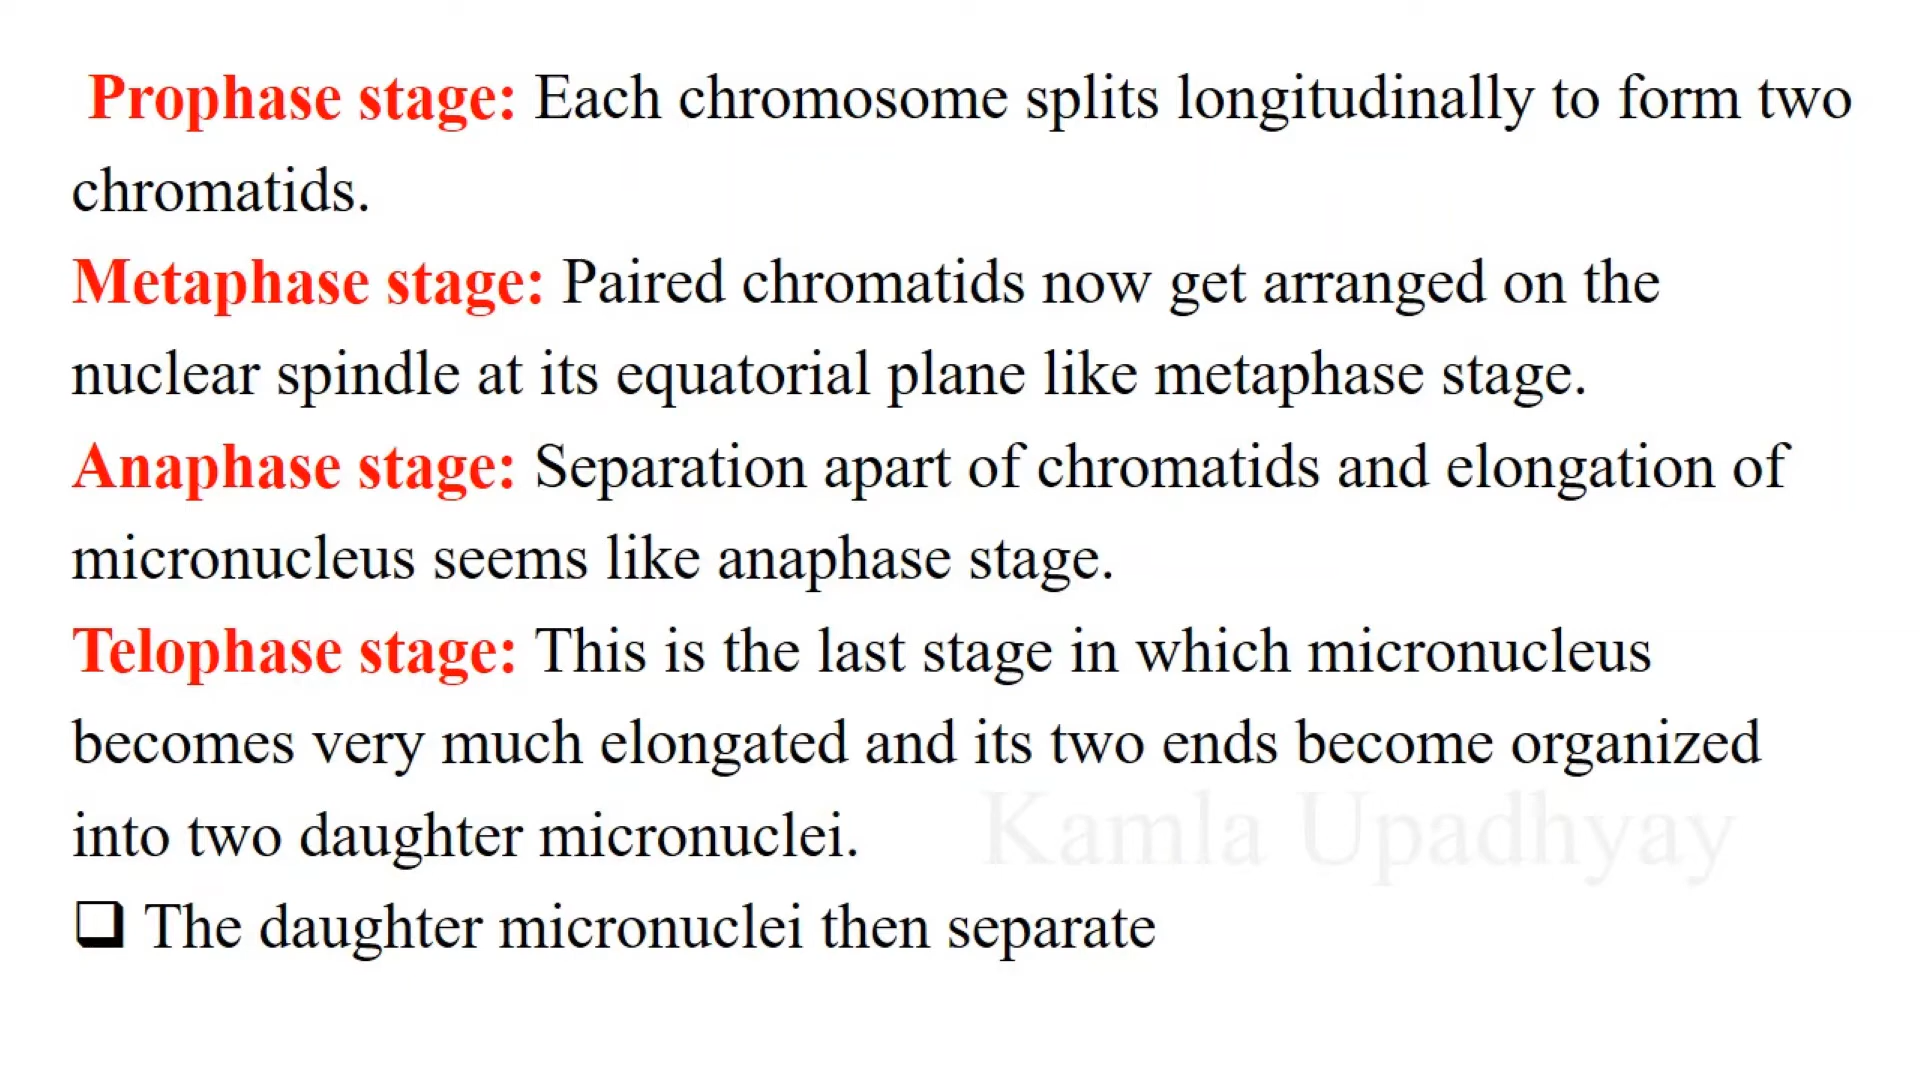 Prophase stage: Each chromosome splits longitudinally to form two
chromatids.
Metaphase stage: Paired chromatids now get arranged on the
nuclear spindle at its equatorial plane like metaphase stage.
Anaphase stage: Separation apart of chromatids and elongation of
micronucleus seems like anaphase stage.
Telophase stage: This is the last stage in which micronucleus
becomes very much elongated and its two ends become organized
into two daughter micronuclei.
Kamla Upadhyay
❑ The daughter micronuclei then separate